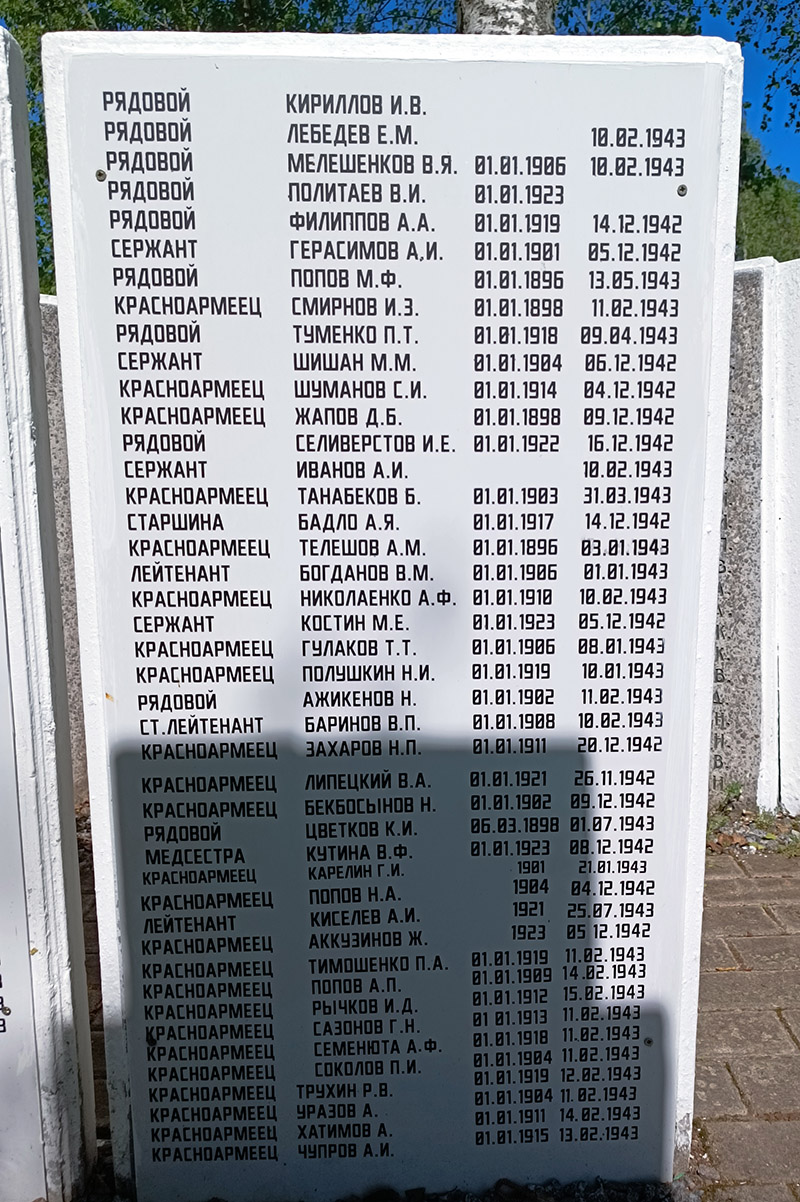 РЯДОВОЙ КИРИЛЛОВ И.В.
РЯДОВОЙ ЛЕБЕДЕВ Е.М. 10.02.1943
РЯДОВОЙ МЕЛЕШЕНКОВ В.Я. 01.01.1906 10.02.1943
РЯДОВОЙ ПОЛИТАЕВ В.И. 01.01.1923
РЯДОВОЙ ФИЛИППОВ А.А. 01.01.1919 14.12.1942
СЕРЖАНТ ГЕРАСИМОВ А.И. 01.01.1901 05.12.1942
РЯДОВОЙ ПОПОВ М.Ф. 01.01.1896 13.05.1943
КРАСНОАРМЕЕЦ СМИРНОВ И.З. 01.01.1898 11.02.1943
РЯДОВОЙ ТУМЕНКО П.Т. 01.01.1918 09.04.1943
СЕРЖАНТ ШИШАН М.М. 01.01.1904 06.12.1942
КРАСНОАРМЕЕЦ ШУМАНОВ С.И. 01.01.1914 04.12.1942
КРАСНОАРМЕЕЦ ЖАПОВ Д.Б. 01.01.1898 09.12.1942
РЯДОВОЙ СЕЛИВЕРСТОВ И.Е. 01.01.1922 16.12.1942
СЕРЖАНТ ИВАНОВ А.И. 10.02.1943
КРАСНОАРМЕЕЦ ТАНАБЕКОВ Б. 01.01.1903 31.03.1943
СТАРШИНА БАДЛО А.Я. 01.01.1917 14.12.1942
КРАСНОАРМЕЕЦ ТЕЛЕШОВ А.М. 01.01.1896 03.01.1943
ЛЕЙТЕНАНТ БОГДАНОВ В.М. 01.01.1906 01.01.1943
КРАСНОАРМЕЕЦ НИКОЛАЕНКО А.Ф. 01.01.1910 10.02.1943
СЕРЖАНТ КОСТИН М.Е. 01.01.1923 05.12.1942
КРАСНОАРМЕЕЦ ГУЛАКОВ Т.Т. 01.01.1906 08.01.1943
КРАСНОАРМЕЕЦ ПОЛУШКИН Н.И. 01.01.1919 10.01.1943
РЯДОВОЙ АЖИКЕНОВ Н. 01.01.1902 11.02.1943
СТ.ЛЕЙТЕНАНТ БАРИНОВ В.П. 01.01.1908 10.02.1943
КРАСНОАРМЕЕЦ ЗАХАРОВ Н.П. 01.01.1911 20.12.1942
КРАСНОАРМЕЕЦ ЛИПЕЦКИЙ В.А. 01.01.1921 26.11.1942
КРАСНОАРМЕЕЦ БЕКБОСЫНОВ Н. 01.01.1902 09.12.1942
РЯДОВОЙ ЦВЕТКОВ К.И. 06.03.1898 01.07.1943
МЕДСЕСТРА КУТИНА В.Ф. 01.01.1923 08.12.1942
КРАСНОАРМЕЕЦ КАРЕЛИН Г.И. 1901 21.01.1943
КРАСНОАРМЕЕЦ ПОПОВ Н.А. 1904 04.12.1942
ЛЕЙТЕНАНТ КИСЕЛЕВ А.И. 1921 25.07.1943
КРАСНОАРМЕЕЦ АККУЗИНОВ Ж. 1923 05 12.1942
КРАСНОАРМЕЕЦ ТИМОШЕНКО П.А. 01.01.1919 11.02.1943
КРАСНОАРМЕЕЦ ПОПОВ А.П. 01.01.1909 14.02.1943
КРАСНОАРМЕЕЦ РЫЧКОВ И.Д. 01.01.1912 15.02.1943
КРАСНОАРМЕЕЦ САЗОНОВ Г.Н. 01 01.1913 11.02.1943
КРАСНОАРМЕЕЦ СЕМЕНЮТА А.Ф. 01.01.1918 11.02.1943
КРАСНОАРМЕЕЦ СОКОЛОВ П.И. 01.01.1904 11.02.1943
КРАСНОАРМЕЕЦ ТРУХИН Р.В. 01.01.1919 12.02.1943
КРАСНОАРМЕЕЦ УРАЗОВ А. 01.01.1904 11.02.1943
КРАСНОАРМЕЕЦ ХАТИМОВ А. 01.01.1911 14.02.1943
КРАСНОАРМЕЕЦ ЧУПРОВ А.И. 01.01.1915 13.02.1943